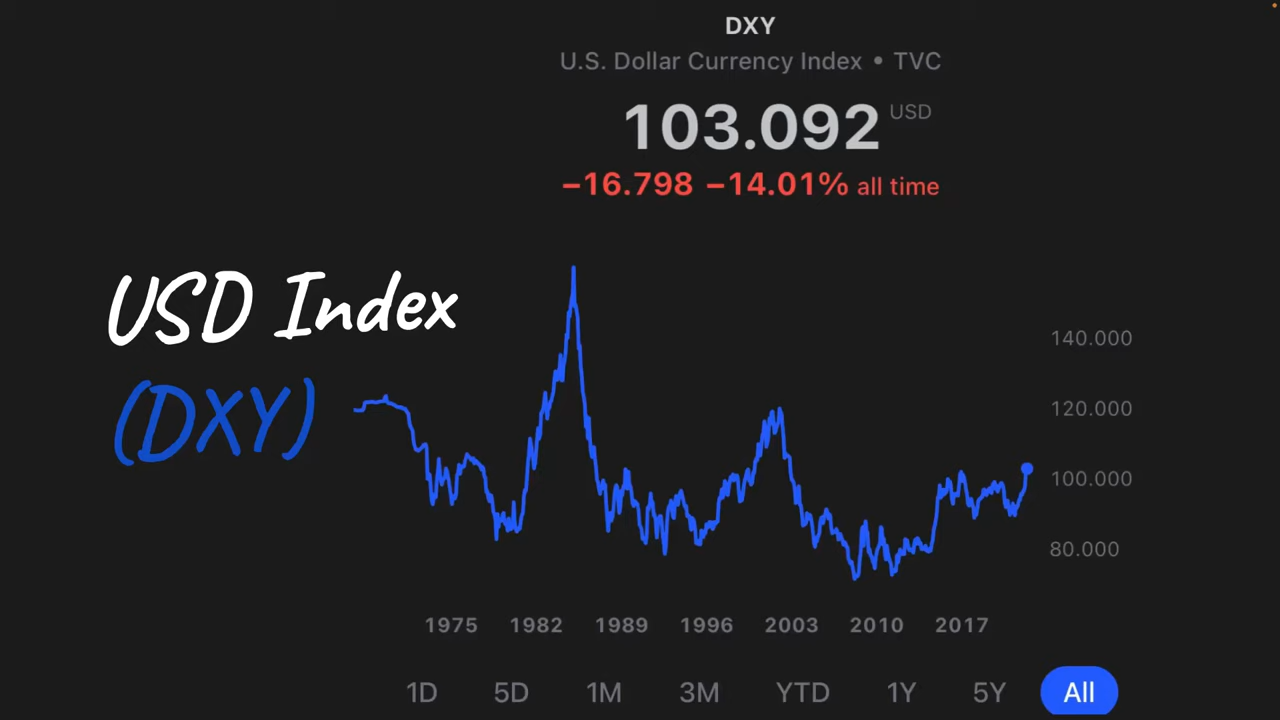 DXY
U.S. Dollar Currency Index • TVC
103.092 USD
−16.798 −14.01% all time
USD Index
(DXY)
140.000
120.000
100.000
80.000
1975 1982 1989 1996 2003 2010 2017
1D 5D 1M 3M YTD 1Y 5Y All